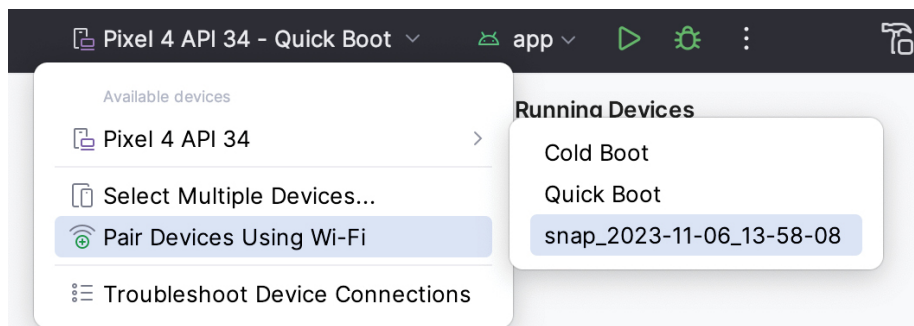 Pixel 4 API 34 - Quick Boot
app
Available devices
Pixel 4 API 34
Select Multiple Devices...
Pair Devices Using Wi-Fi
Troubleshoot Device Connections
Running Devices
Cold Boot
Quick Boot
snap_2023-11-06_13-58-08